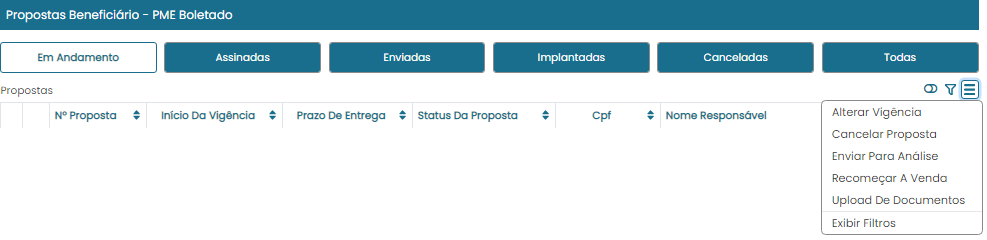 Propostas Beneficiário - PME Boletado
Em Andamento
Assinadas
Enviadas
Implantadas
Canceladas
Todas
Propostas
Nº Proposta
Início Da Vigência
Prazo De Entrega
Status Da Proposta
Cpf
Nome Responsável
Alterar Vigência
Cancelar Proposta
Enviar Para Análise
Recomeçar A Venda
Upload De Documentos
Exibir Filtros